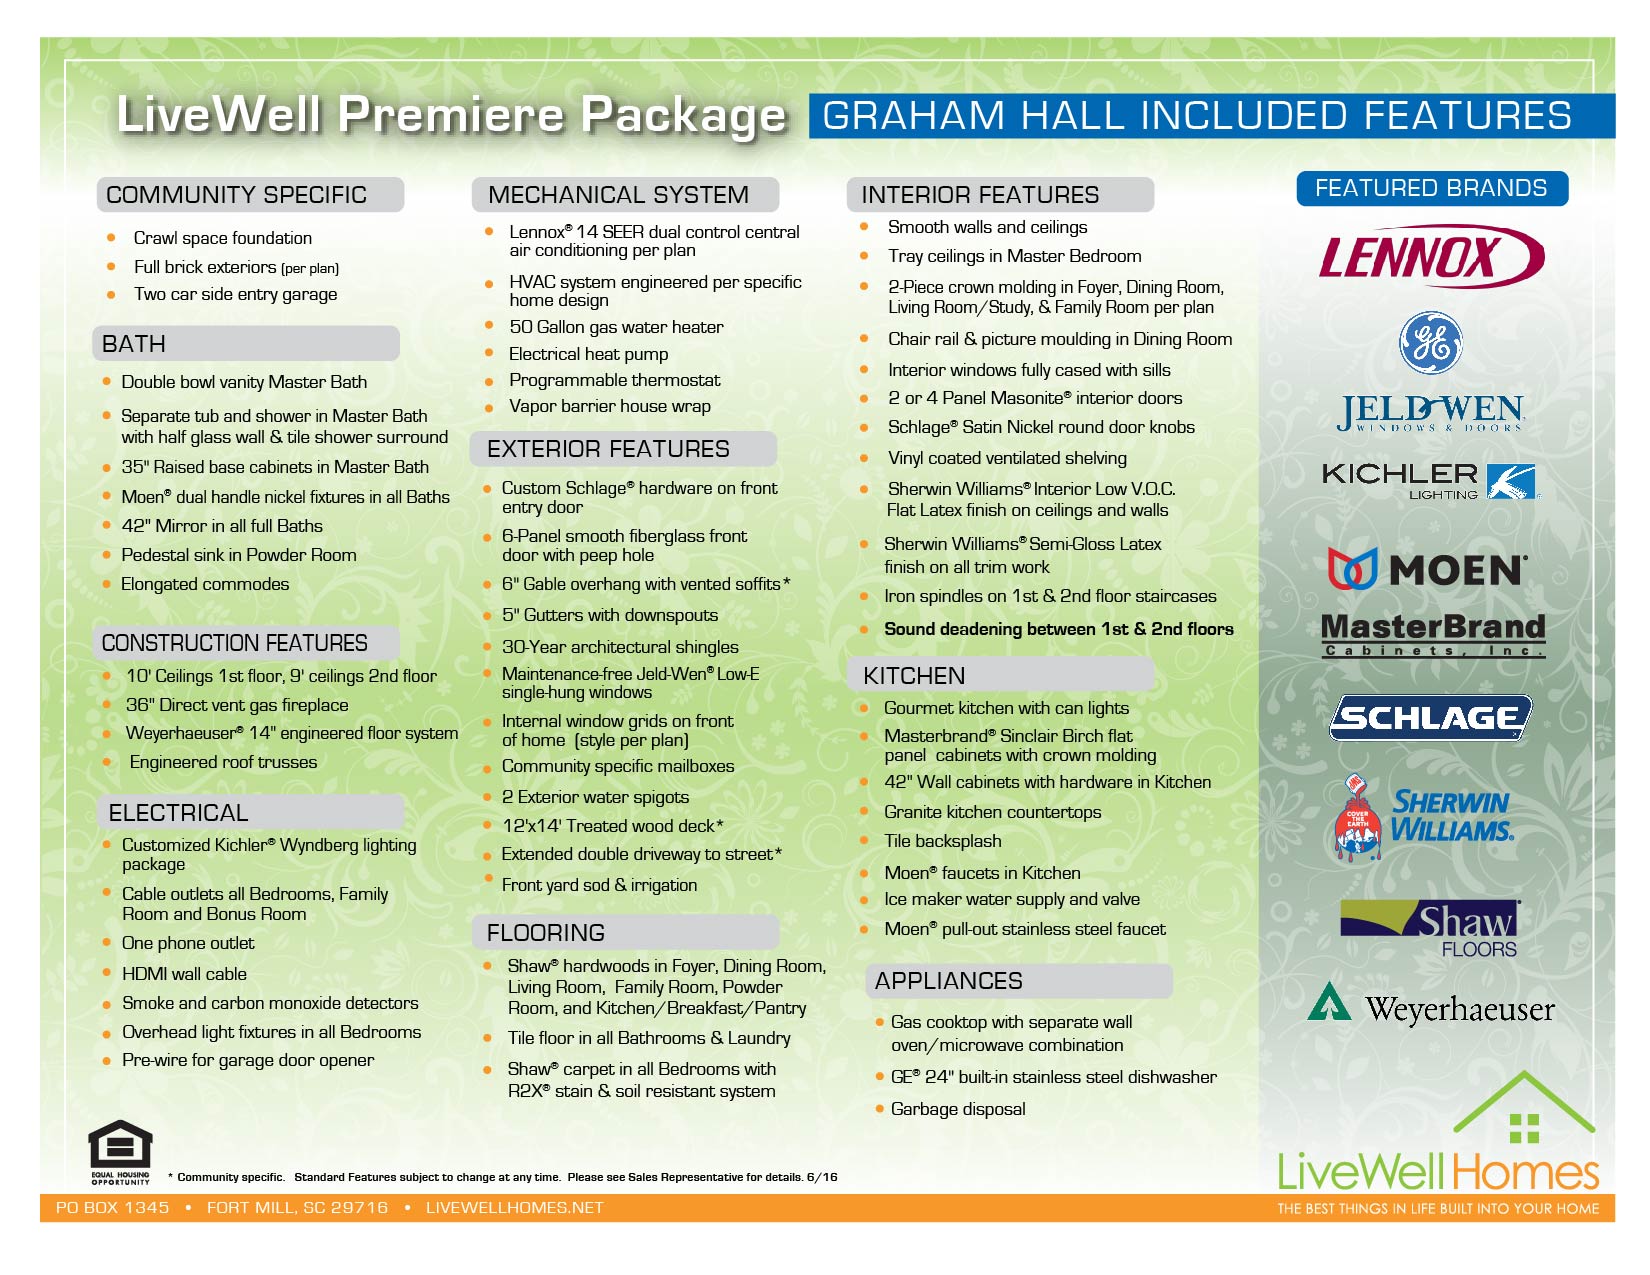 LiveWell Premiere Package
GRAHAM HALL INCLUDED FEATURES
COMMUNITY SPECIFIC
Crawl space foundation
Full brick exteriors (per plan)
Two car side entry garage
BATH
Double bowl vanity Master Bath
Separate tub and shower in Master Bath
with half glass wall & tile shower surround
35" Raised base cabinets in Master Bath
Moen® dual handle nickel fixtures in all Baths
42" Mirror in all full Baths
Pedestal sink in Powder Room
Elongated commodes
CONSTRUCTION FEATURES
10' Ceilings 1st floor, 9' ceilings 2nd floor
36" Direct vent gas fireplace
Weyerhaeuser® 14" engineered floor system
Engineered roof trusses
ELECTRICAL
Customized Kichler® Wyndberg lighting
package
Cable outlets all Bedrooms, Family
Room and Bonus Room
One phone outlet
HDMI wall cable
Smoke and carbon monoxide detectors
Overhead light fixtures in all Bedrooms
Pre-wire for garage door opener
MECHANICAL SYSTEM
Lennox® 14 SEER dual control central
air conditioning per plan
HVAC system engineered per specific
home design
50 Gallon gas water heater
Electrical heat pump
Programmable thermostat
Vapor barrier house wrap
EXTERIOR FEATURES
Custom Schlage® hardware on front
entry door
6-Panel smooth fiberglass front
door with peep hole
6" Gable overhang with vented soffits*
5" Gutters with downspouts
30-Year architectural shingles
Maintenance-free Jeld-Wen® Low-E
single-hung windows
Internal window grids on front
of home (style per plan)
Community specific mailboxes
2 Exterior water spigots
12'x14' Treated wood deck*
Extended double driveway to street*
Front yard sod & irrigation
FLOORING
Shaw® hardwoods in Foyer, Dining Room,
Living Room, Family Room, Powder
Room, and Kitchen/Breakfast/Pantry
Tile floor in all Bathrooms & Laundry
Shaw® carpet in all Bedrooms with
R2X® stain & soil resistant system
INTERIOR FEATURES
Smooth walls and ceilings
Tray ceilings in Master Bedroom
2-Piece crown molding in Foyer, Dining Room,
Living Room/Study, & Family Room per plan
Chair rail & picture moulding in Dining Room
Interior windows fully cased with sills
2 or 4 Panel Masonite® interior doors
Schlage® Satin Nickel round door knobs
Vinyl coated ventilated shelving
Sherwin Williams® Interior Low V.O.C.
Flat Latex finish on ceilings and walls
Sherwin Williams® Semi-Gloss Latex
finish on all trim work
Iron spindles on 1st & 2nd floor staircases
Sound deadening between 1st & 2nd floors
KITCHEN
Gourmet kitchen with can lights
Masterbrand® Sinclair Birch flat
panel cabinets with crown molding
42" Wall cabinets with hardware in Kitchen
Granite kitchen countertops
Tile backsplash
Moen® faucets in Kitchen
Ice maker water supply and valve
Moen® pull-out stainless steel faucet
APPLIANCES
Gas cooktop with separate wall
oven/microwave combination
GE® 24" built-in stainless steel dishwasher
Garbage disposal
FEATURED BRANDS
LENNOX
GE
JELD-WEN
WINDOWS & DOORS
KICHLER
LIGHTING
MOEN
MasterBrand
Cabinets, Inc.
SCHLAGE
COVER
THE
EARTH
SHERWIN
WILLIAMS.
Shaw
FLOORS
Weyerhaeuser
LiveWellHomes
THE BEST THINGS IN LIFE BUILT INTO YOUR HOME
EQUAL HOUSING
OPPORTUNITY
* Community specific. Standard Features subject to change at any time. Please see Sales Representative for details. 6/16
PO BOX 1345 • FORT MILL, SC 29716 • LIVEWELLHOMES.NET